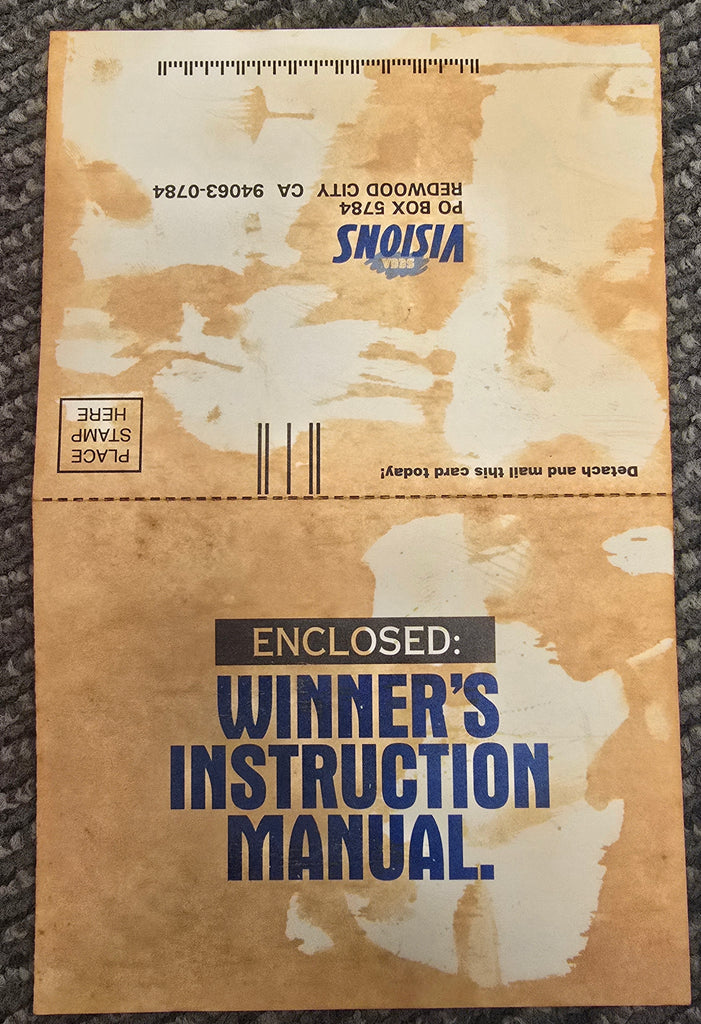 Detach and mail this card today!
PLACE
STAMP
HERE
SEGA
VISIONS
PO BOX 5784
REDWOOD CITY CA 94063-0784
ENCLOSED:
WINNER'S
INSTRUCTION
MANUAL.